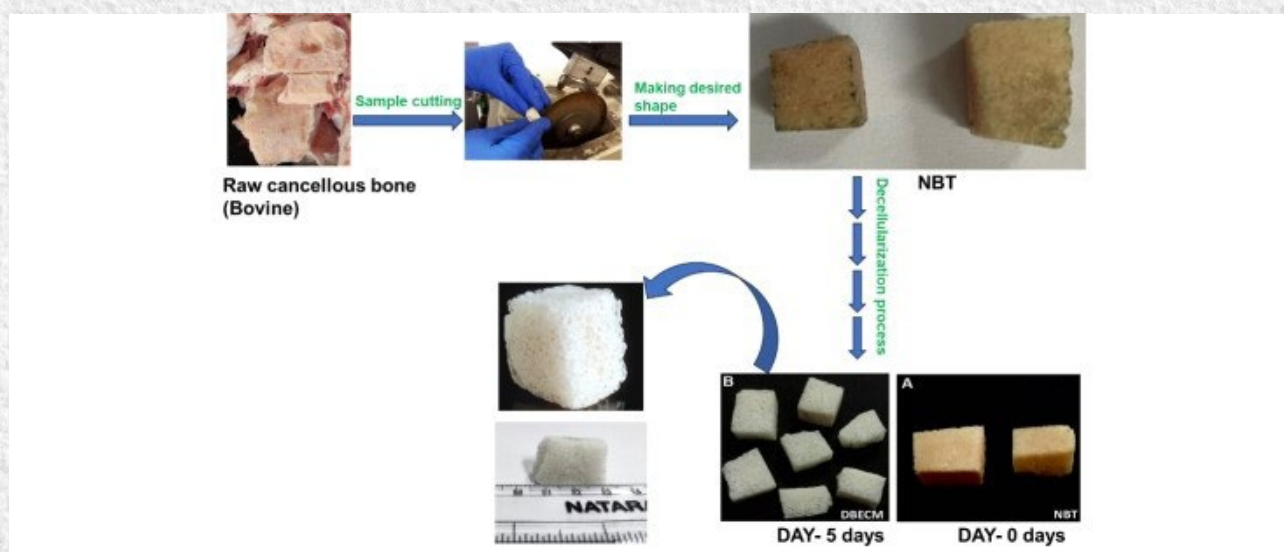 Sample cutting
Making desired
shape
Raw cancellous bone
(Bovine)
NBT
Decellularization process
B
DBECM
A
NBT
NATARA
DAY- 5 days
DAY- 0 days